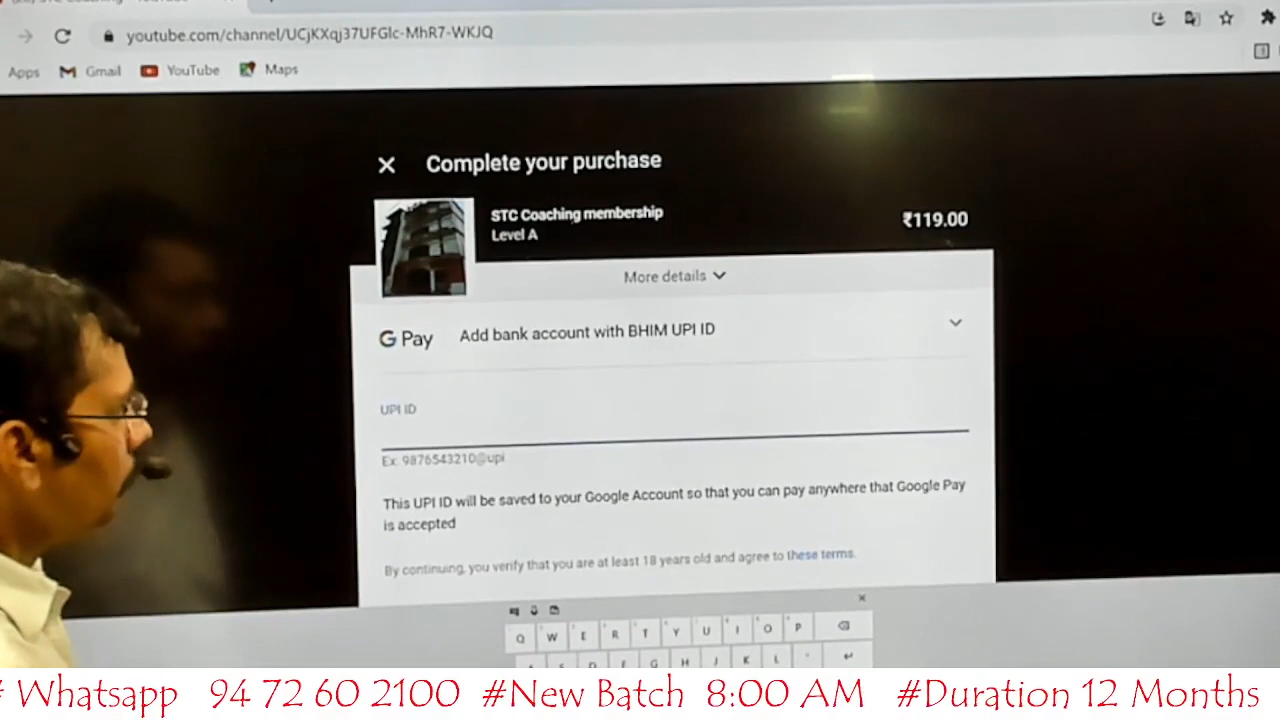 youtube.com/channel/UCjKXqj37UFGlc-MhR7-WKJQ
Apps Gmail YouTube Maps
Complete your purchase
STC Coaching membership
Level A
₹119.00
More details
G Pay Add bank account with BHIM UPI ID
UPI ID
Ex: 9876543210@upi
This UPI ID will be saved to your Google Account so that you can pay anywhere that Google Pay
is accepted
By continuing, you verify that you are at least 18 years old and agree to these terms.
Q W E R T Y U I O P
G H J K L
# Whatsapp 94 72 60 2100 #New Batch 8:00 AM #Duration 12 Months